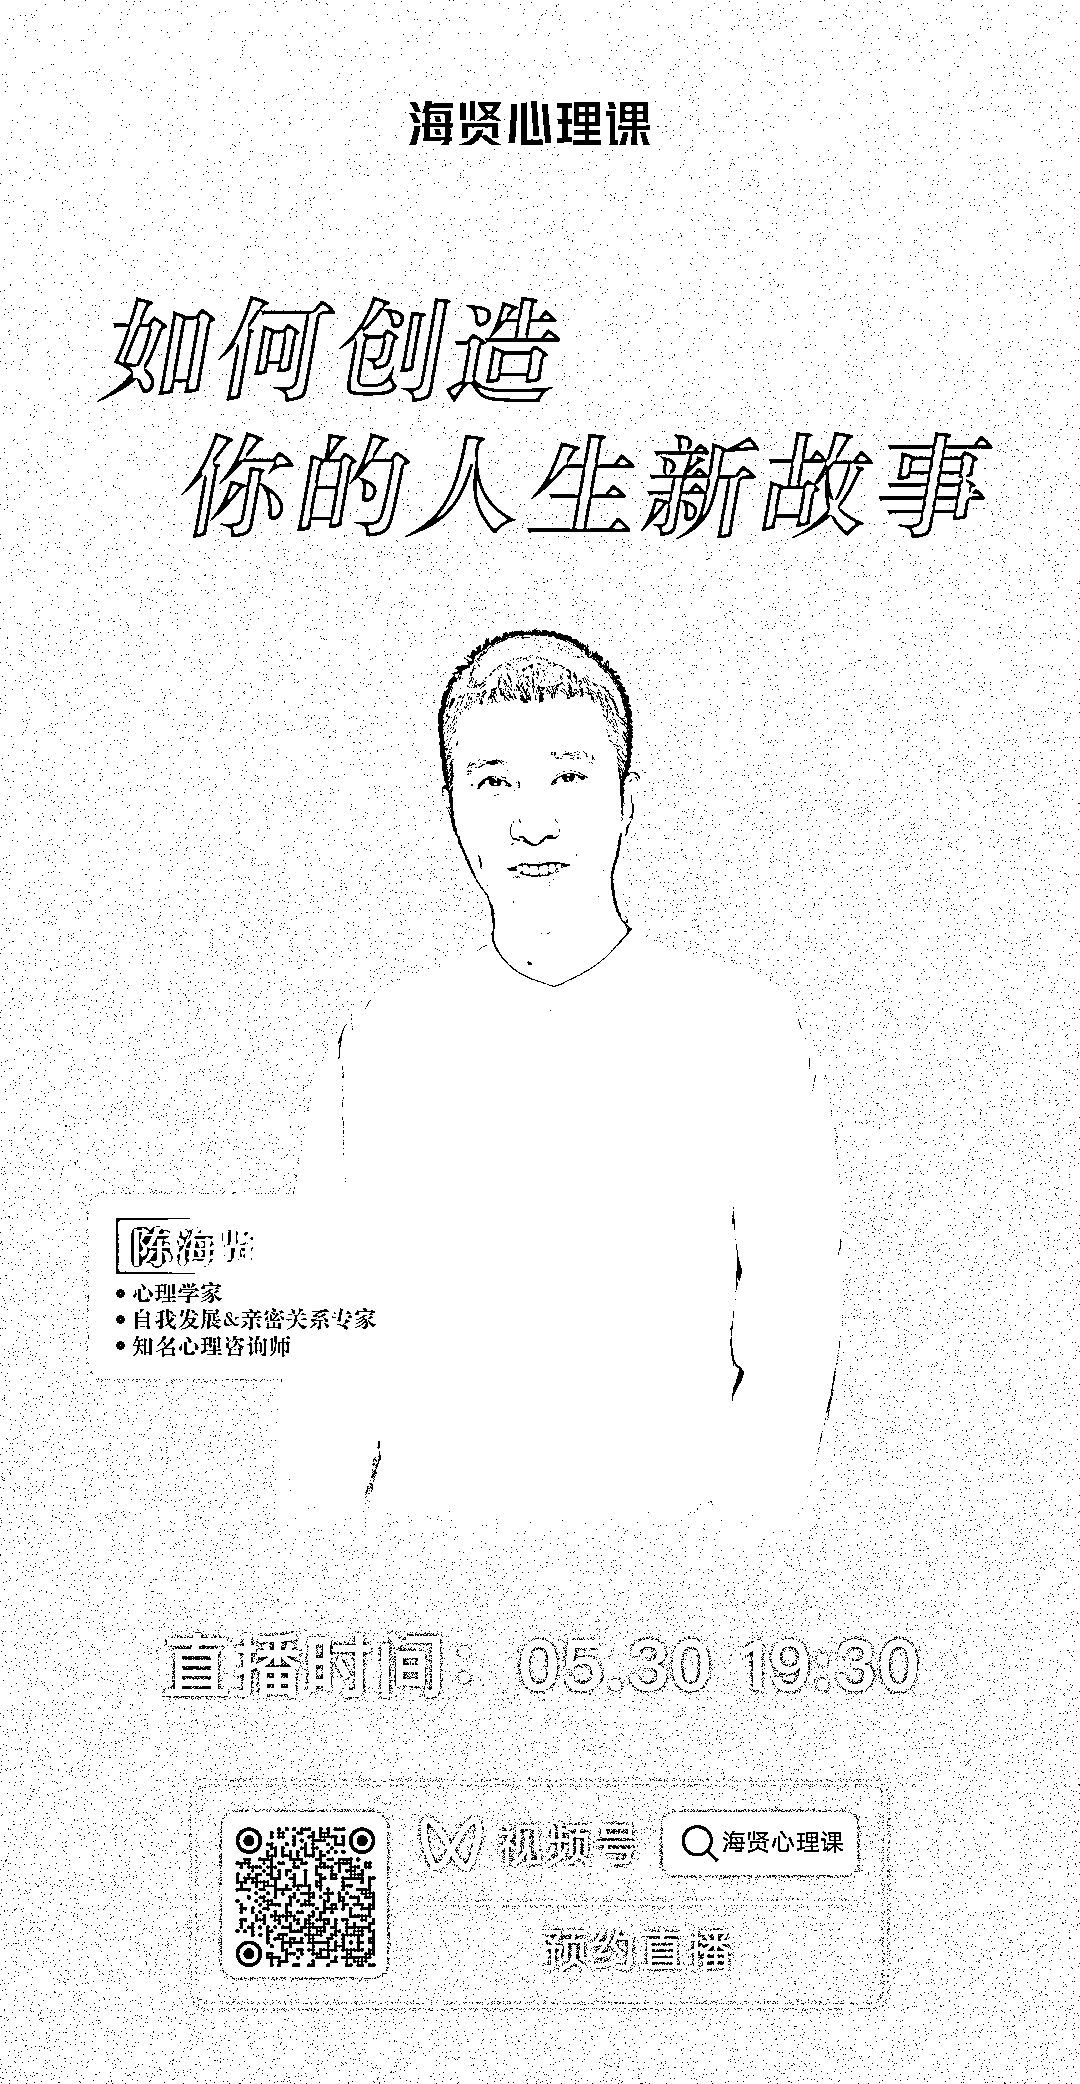 海贤心理课
如何创造
你的人生新故事
陈海贤
心理学家
自我发展&亲密关系专家
知名心理咨询师
直播时间：05.30 19:30
视频号
海贤心理课
预约直播